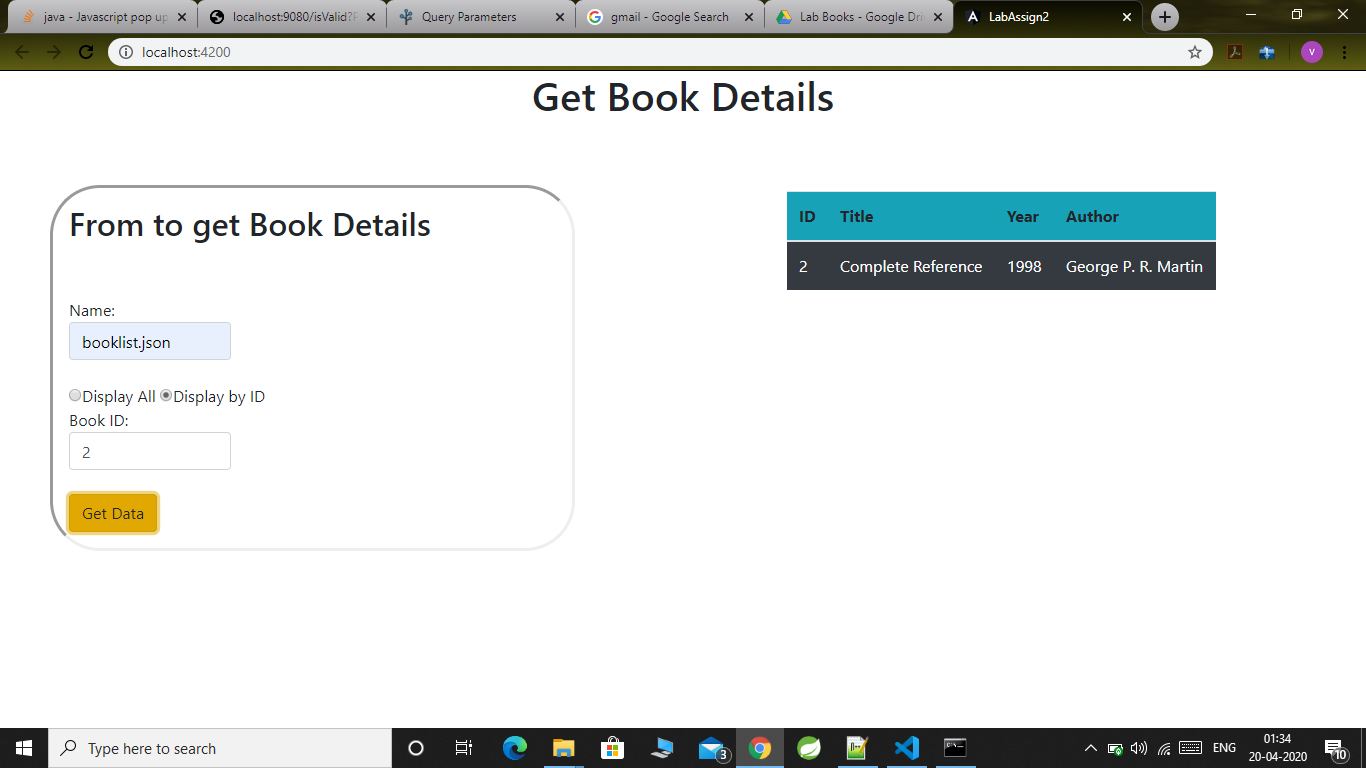 java - Javascript pop up
localhost:9080/isValid?
Query Parameters
gmail - Google Search
Lab Books - Google Dri
LabAssign2
localhost:4200
V
Get Book Details
From to get Book Details
Name:
booklist.json
Display All Display by ID
Book ID:
2
Get Data
ID Title Year Author
2 Complete Reference 1998 George P. R. Martin
Type here to search
3
ENG
01:34
20-04-2020
10